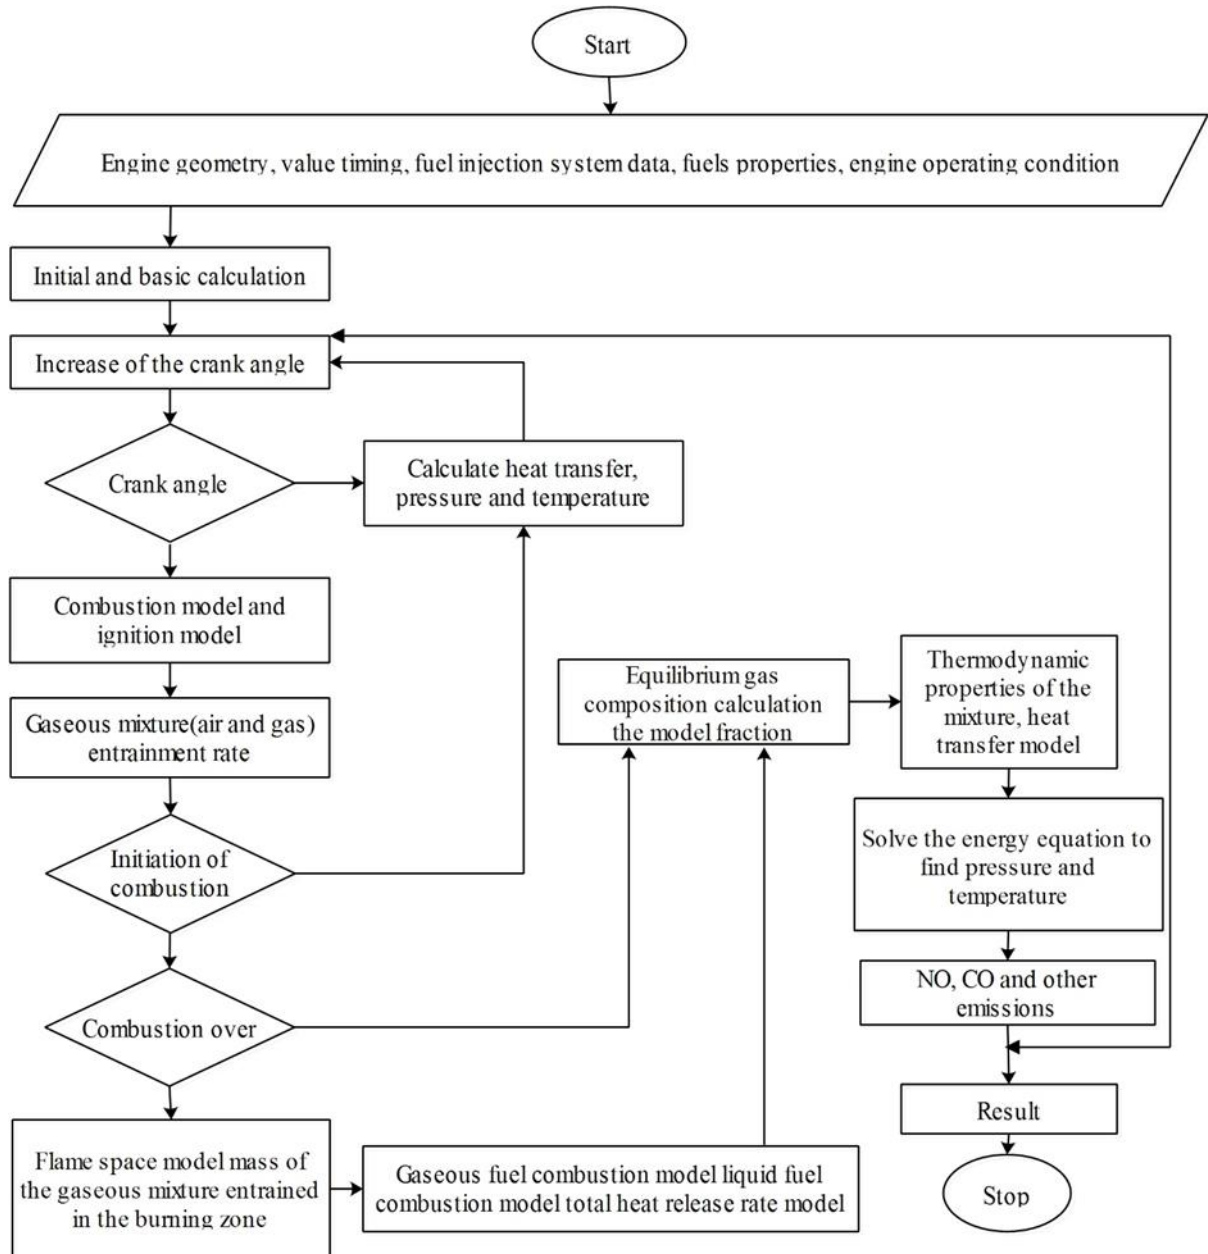 Start
Engine geometry, value timing, fuel injection system data, fuels properties, engine operating condition
Initial and basic calculation
Increase of the crank angle
Crank angle
Calculate heat transfer,
pressure and temperature
Combustion model and
ignition model
Gaseous mixture(air and gas)
entrainment rate
Initiation of
combustion
Combustion over
Flame space model mass of
the gaseous mixture entrained
in the burning zone
Gaseous fuel combustion model liquid fuel
combustion model total heat release rate model
Equilibrium gas
composition calculation
the model fraction
Thermodynamic
properties of the
mixture, heat
transfer model
Solve the energy equation to
find pressure and
temperature
NO, CO and other
emissions
Result
Stop